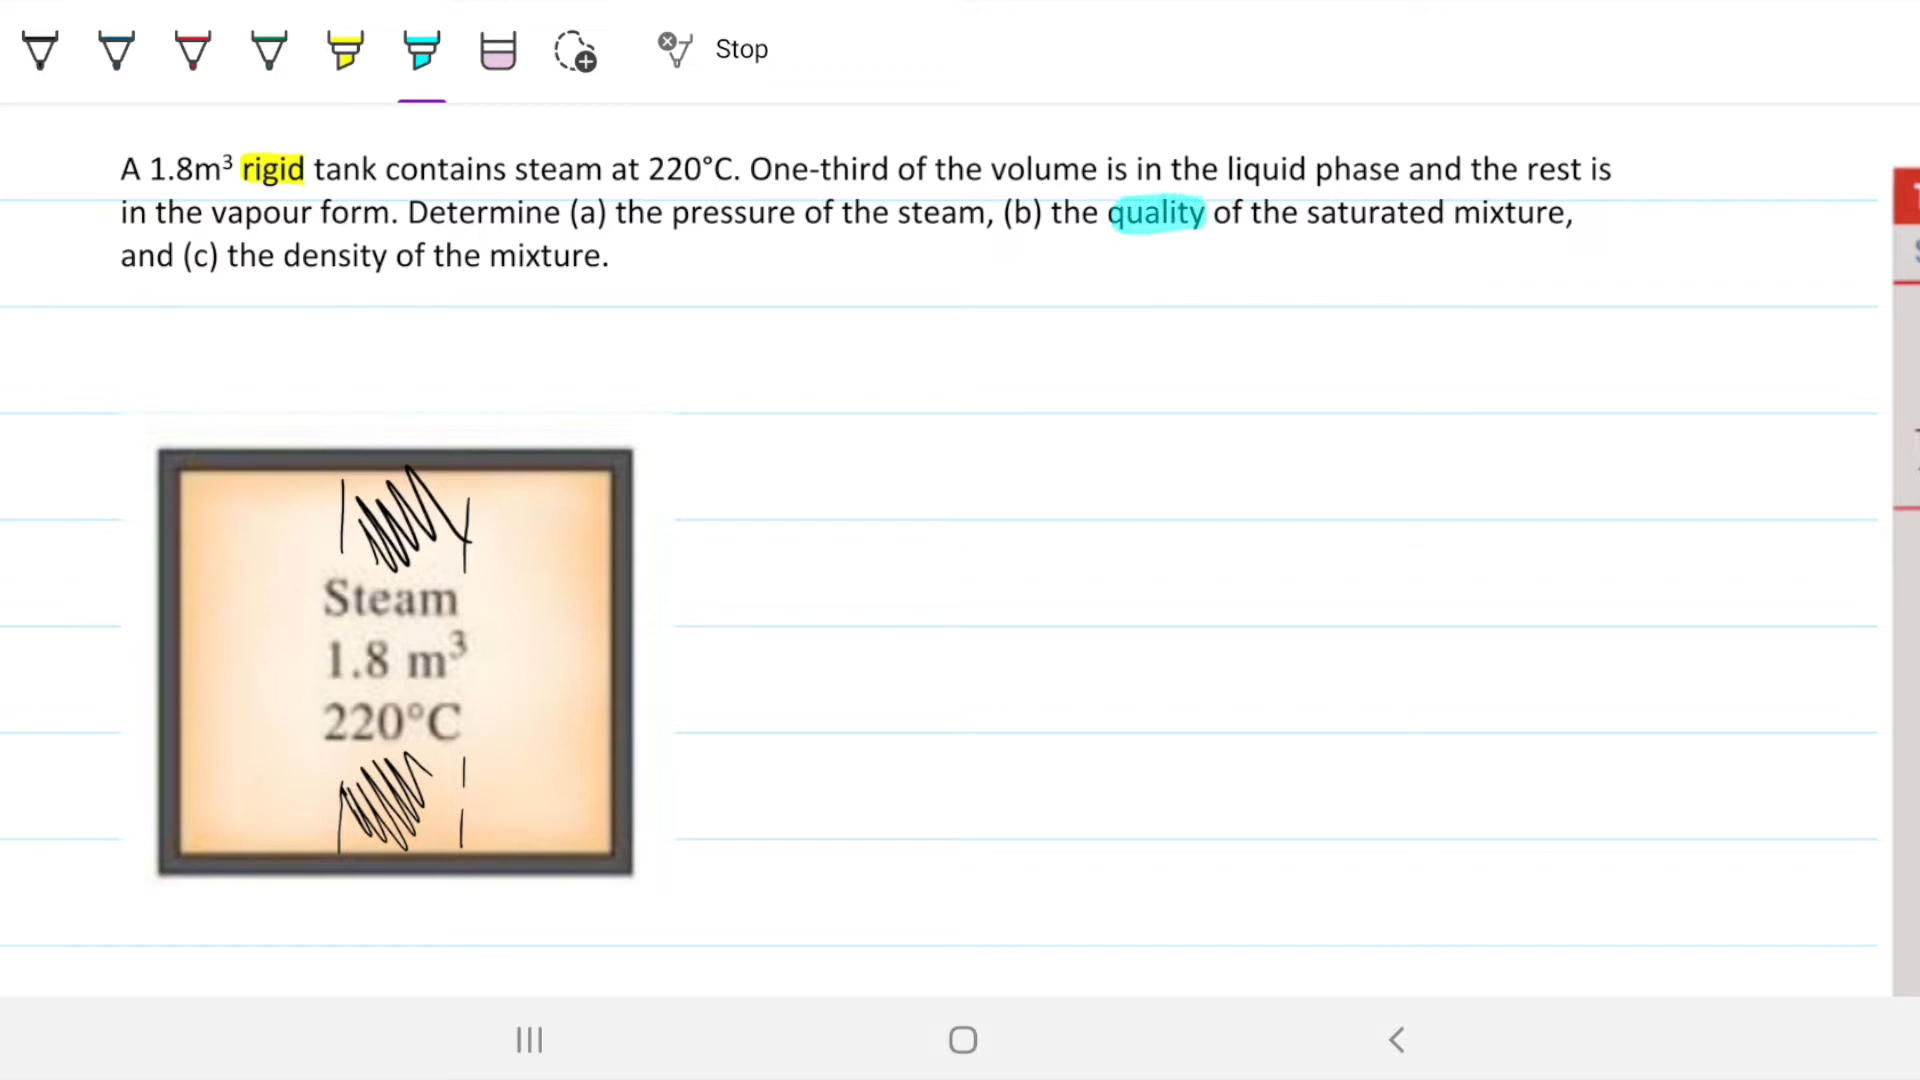 Stop
A 1.8m³ rigid tank contains steam at 220°C. One-third of the volume is in the liquid phase and the rest is
in the vapour form. Determine (a) the pressure of the steam, (b) the quality of the saturated mixture,
and (c) the density of the mixture.
Steam
1.8 m³
220°C